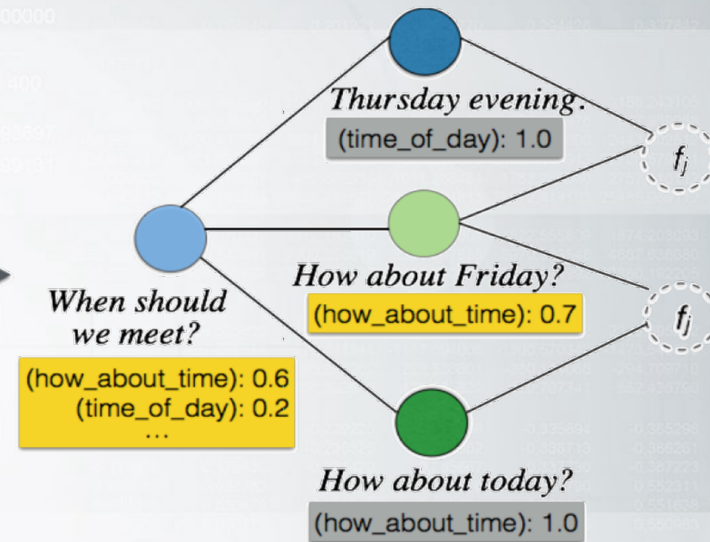 Thursday evening.
(time_of_day): 1.0
f_j
How about Friday?
(how_about_time): 0.7
When should
we meet?
f_j
(how_about_time): 0.6
(time_of_day): 0.2
...
How about today?
(how_about_time): 1.0